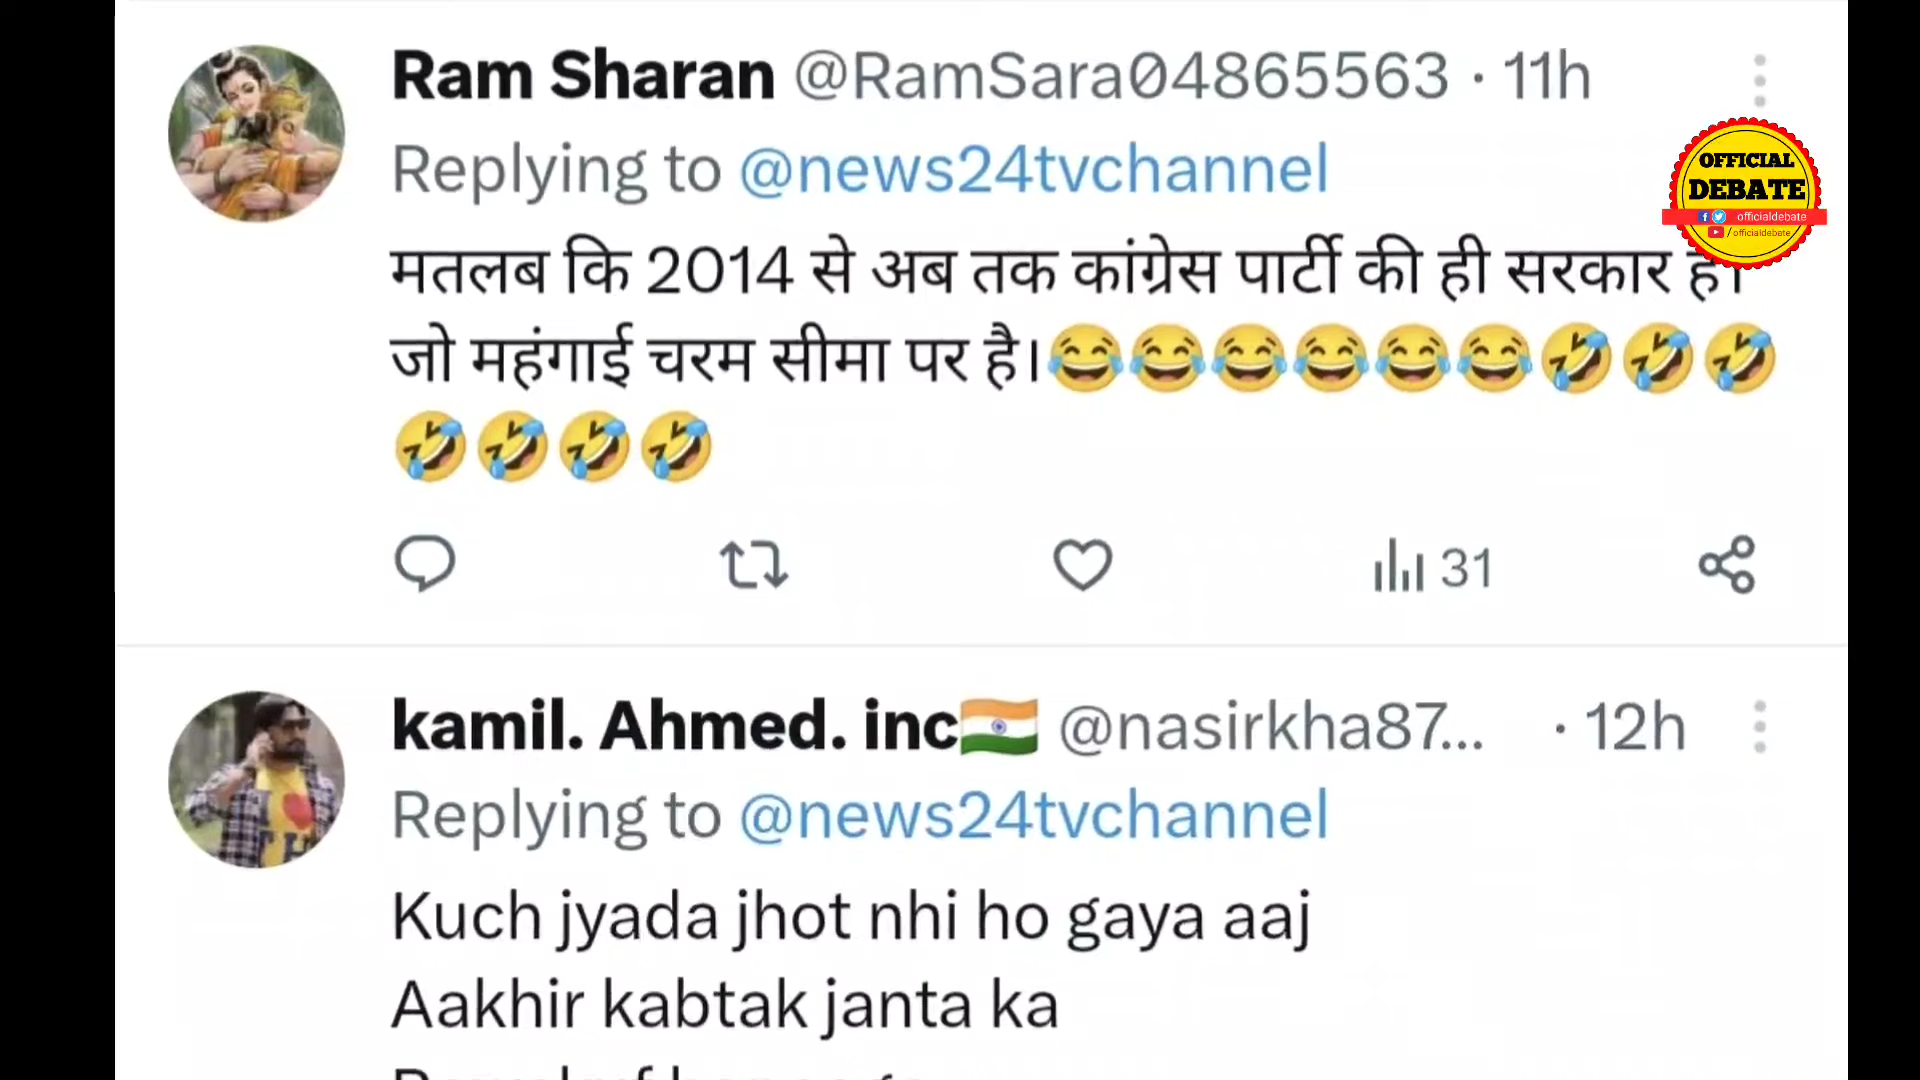 Ram Sharan @RamSara04865563 · 11h
Replying to @news24tvchannel
मतलब कि 2014 से अब तक कांग्रेस पार्टी की ही सरकार है।
जो महंगाई चरम सीमा पर है।😂😂😂😂😂😂🤣🤣🤣
🤣🤣🤣🤣
31
OFFICIAL
DEBATE
officialdebate
/officialdebate
kamil. Ahmed. inc🇮🇳 @nasirkha87... · 12h
Replying to @news24tvchannel
Kuch jyada jhot nhi ho gaya aaj
Aakhir kabtak janta ka